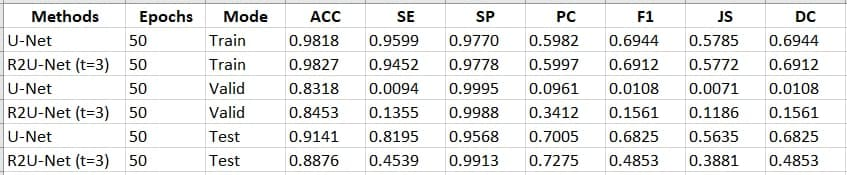 Methods Epochs Mode ACC SE SP PC F1 JS DC
U-Net 50 Train 0.9818 0.9599 0.9770 0.5982 0.6944 0.5785 0.6944
R2U-Net (t=3) 50 Train 0.9827 0.9452 0.9778 0.5997 0.6912 0.5772 0.6912
U-Net 50 Valid 0.8318 0.0094 0.9995 0.0961 0.0108 0.0071 0.0108
R2U-Net (t=3) 50 Valid 0.8453 0.1355 0.9988 0.3412 0.1561 0.1186 0.1561
U-Net 50 Test 0.9141 0.8195 0.9568 0.7005 0.6825 0.5635 0.6825
R2U-Net (t=3) 50 Test 0.8876 0.4539 0.9913 0.7275 0.4853 0.3881 0.4853